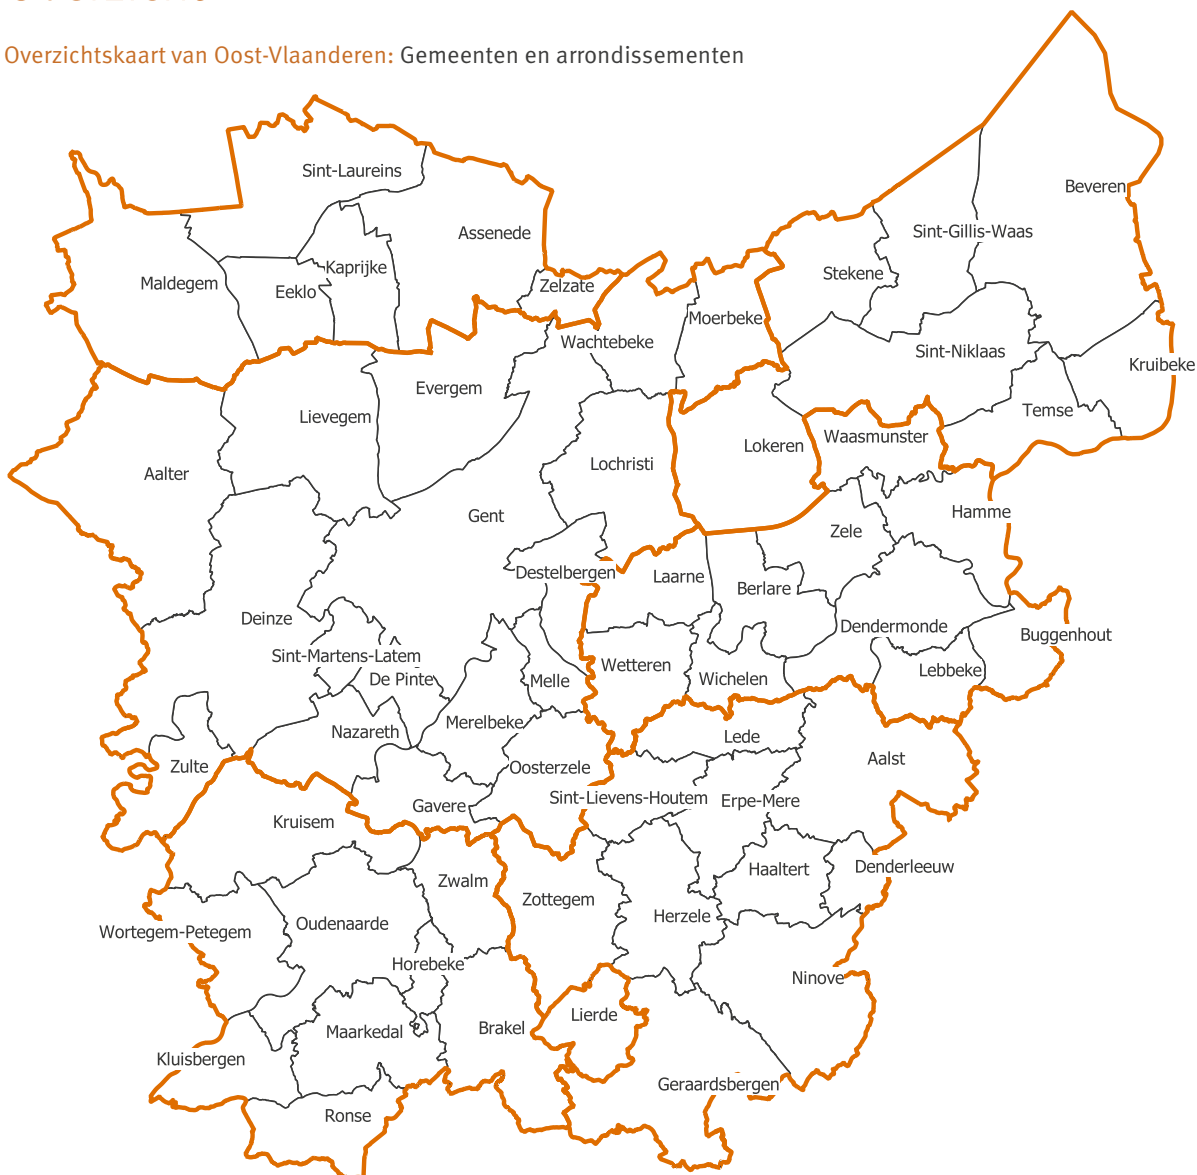 Overzichtskaart van Oost-Vlaanderen: Gemeenten en arrondissementen
Sint-Laureins
Beveren
Assenede
Sint-Gillis-Waas
Kaprijke
Stekene
Maldegem
Eeklo
Zelzate
Moerbeke
Wachtebeke
Sint-Niklaas
Kruibeke
Evergem
Temse
Lievegem
Waasmunster
Lokeren
Lochristi
Aalter
Hamme
Gent
Zele
Destelbergen
Laarne
Berlare
Deinze
Dendermonde
Buggenhout
Sint-Martens-Latem
Wetteren
Lebbeke
De Pinte
Melle
Wichelen
Merelbeke
Nazareth
Lede
Aalst
Zulte
Oosterzele
Sint-Lievens-Houtem
Erpe-Mere
Gavere
Kruisem
Haaltert
Denderleeuw
Zwalm
Zottegem
Herzele
Oudenaarde
Wortegem-Petegem
Horebeke
Ninove
Lierde
Brakel
Maarkedal
Kluisbergen
Geraardsbergen
Ronse